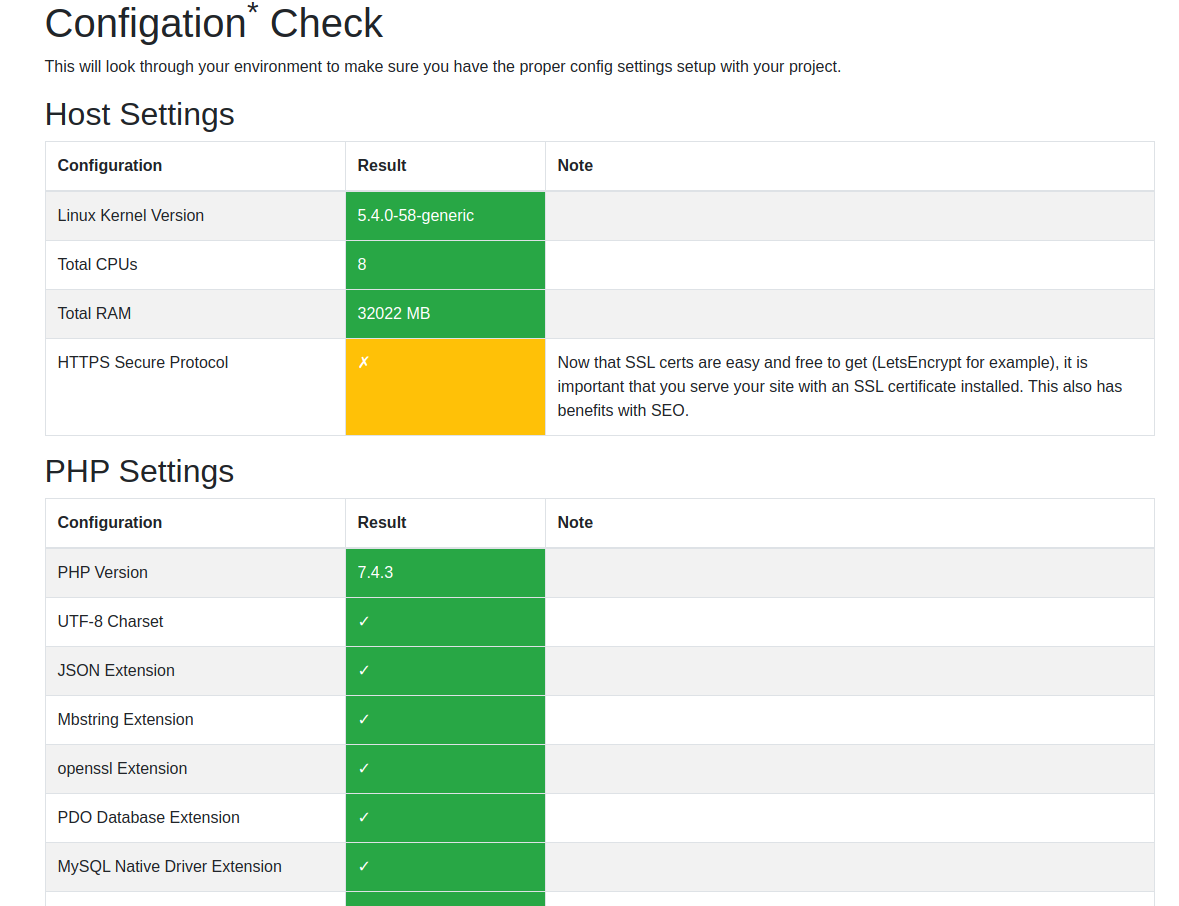 Configation* Check
This will look through your environment to make sure you have the proper config settings setup with your project.
Host Settings
Configuration Result Note
Linux Kernel Version 5.4.0-58-generic
Total CPUs 8
Total RAM 32022 MB
HTTPS Secure Protocol ✗ Now that SSL certs are easy and free to get (LetsEncrypt for example), it is
important that you serve your site with an SSL certificate installed. This also has
benefits with SEO.
PHP Settings
Configuration Result Note
PHP Version 7.4.3
UTF-8 Charset ✓
JSON Extension ✓
Mbstring Extension ✓
openssl Extension ✓
PDO Database Extension ✓
MySQL Native Driver Extension ✓